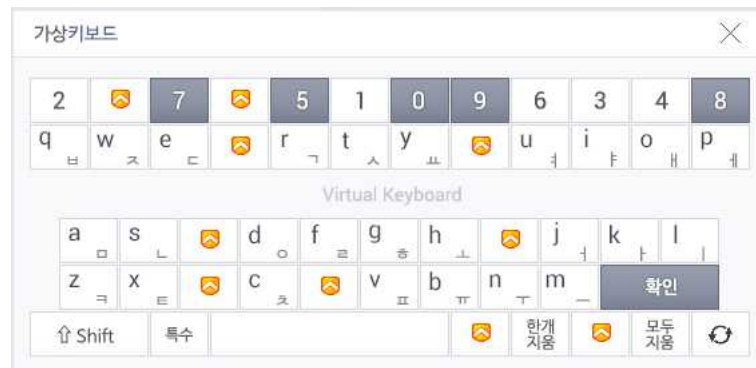 가상키보드
2 7 5 1 0 9 6 3 4 8
q ㅂ w ㅈ e ㄷ r ㄱ t ㅅ y ㅛ u ㅕ i ㅑ o ㅐ p ㅔ
Virtual Keyboard
a ㅁ s ㄴ d ㅇ f ㄹ g ㅎ h ㅗ j ㅓ k ㅏ l ㅣ
z ㅋ x ㅌ c ㅊ v ㅍ b ㅠ n ㅜ m ㅡ 확인
Shift 특수 한개 지움 모두 지움